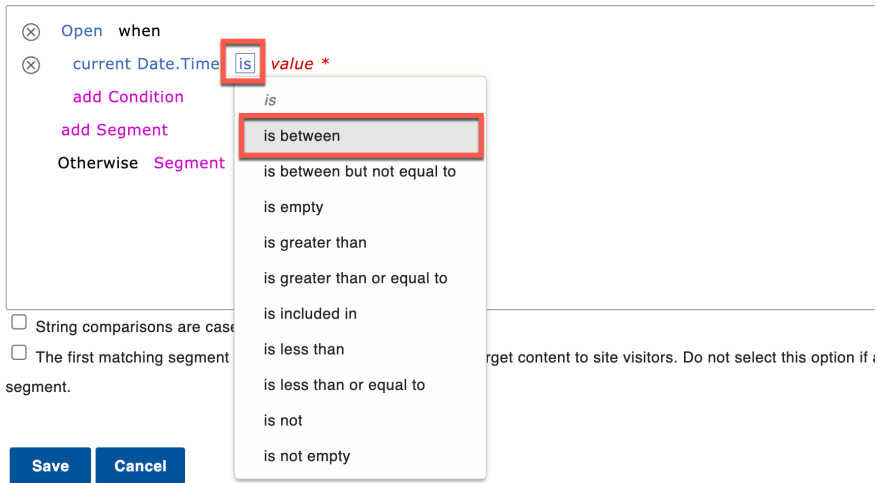 Open when
current Date.Time is value *
add Condition
add Segment
Otherwise Segment
is
is between
is between but not equal to
is empty
is greater than
is greater than or equal to
is included in
is less than
is less than or equal to
is not
is not empty
String comparisons are case
The first matching segment rget content to site visitors. Do not select this option if a
segment.
Save Cancel